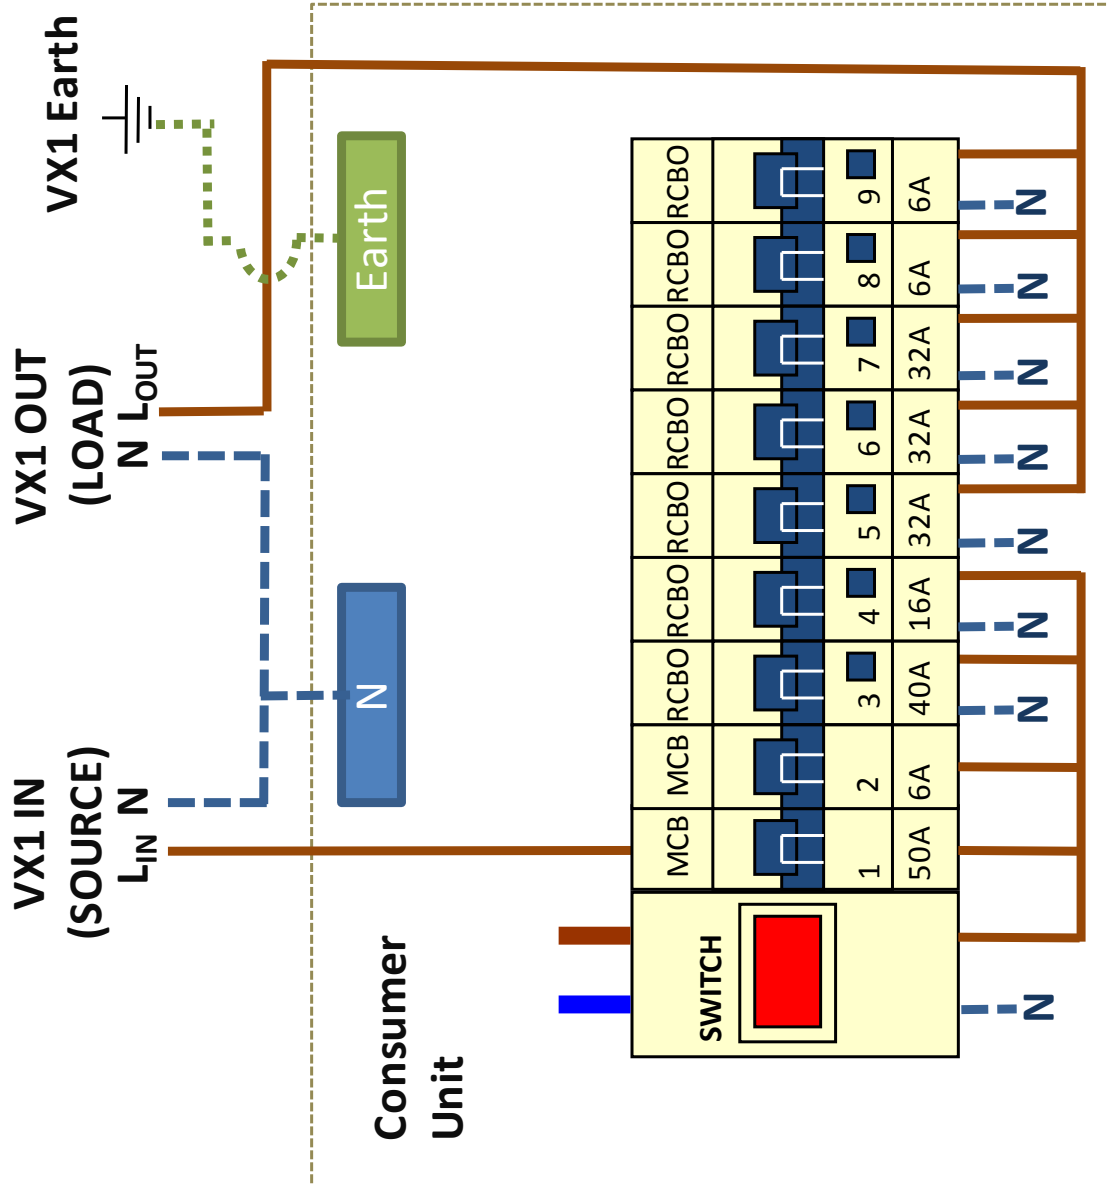 VX1 IN
(SOURCE)
L_IN N
VX1 OUT
(LOAD)
N L_OUT
VX1 Earth
Consumer
Unit
N
Earth
SWITCH
MCB MCB RCBO RCBO RCBO RCBO RCBO RCBO RCBO
1 2 3 4 5 6 7 8 9
50A 6A 40A 16A 32A 32A 32A 6A 6A
N N N N N N N N